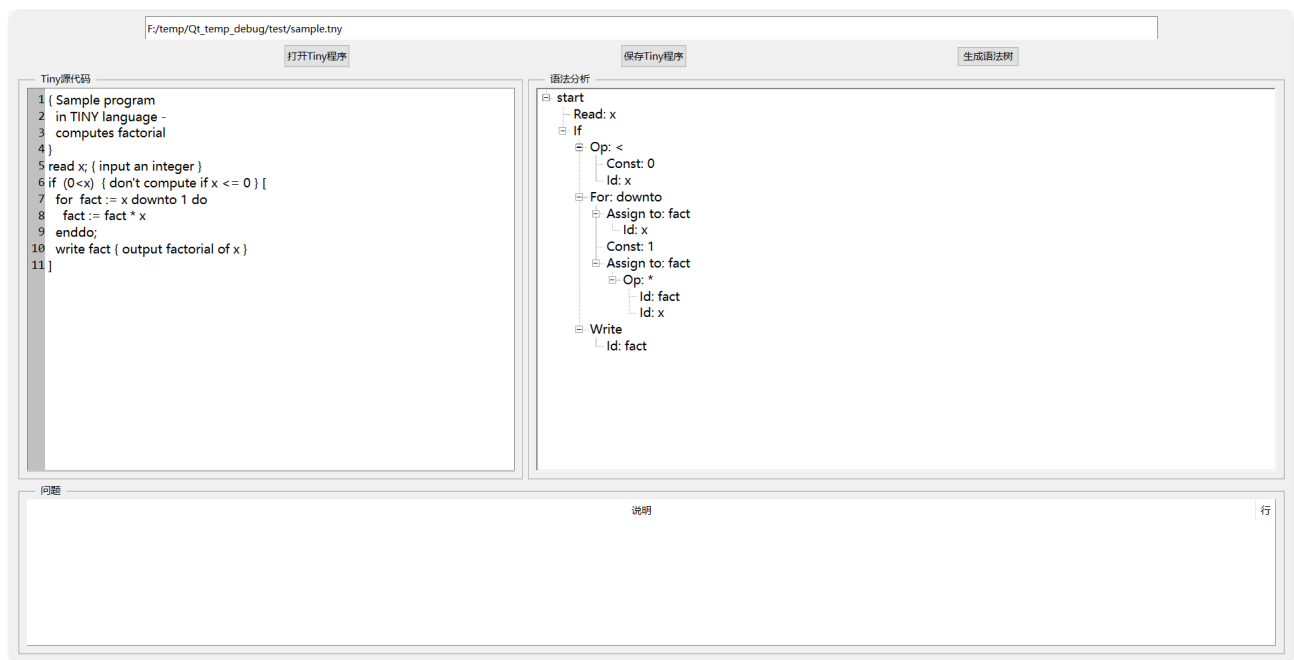 F:/temp/Qt_temp_debug/test/sample.tny
打开Tiny程序 保存Tiny程序 生成语法树
Tiny源代码
1 { Sample program
2 in TINY language -
3 computes factorial
4 }
5 read x; { input an integer }
6 if (0<x) { don't compute if x <= 0 } [
7 for fact := x downto 1 do
8 fact := fact * x
9 enddo;
10 write fact { output factorial of x }
11 ]
语法分析
start
Read: x
If
Op: <
Const: 0
Id: x
For: downto
Assign to: fact
Id: x
Const: 1
Assign to: fact
Op: *
Id: fact
Id: x
Write
Id: fact
问题
说明 行